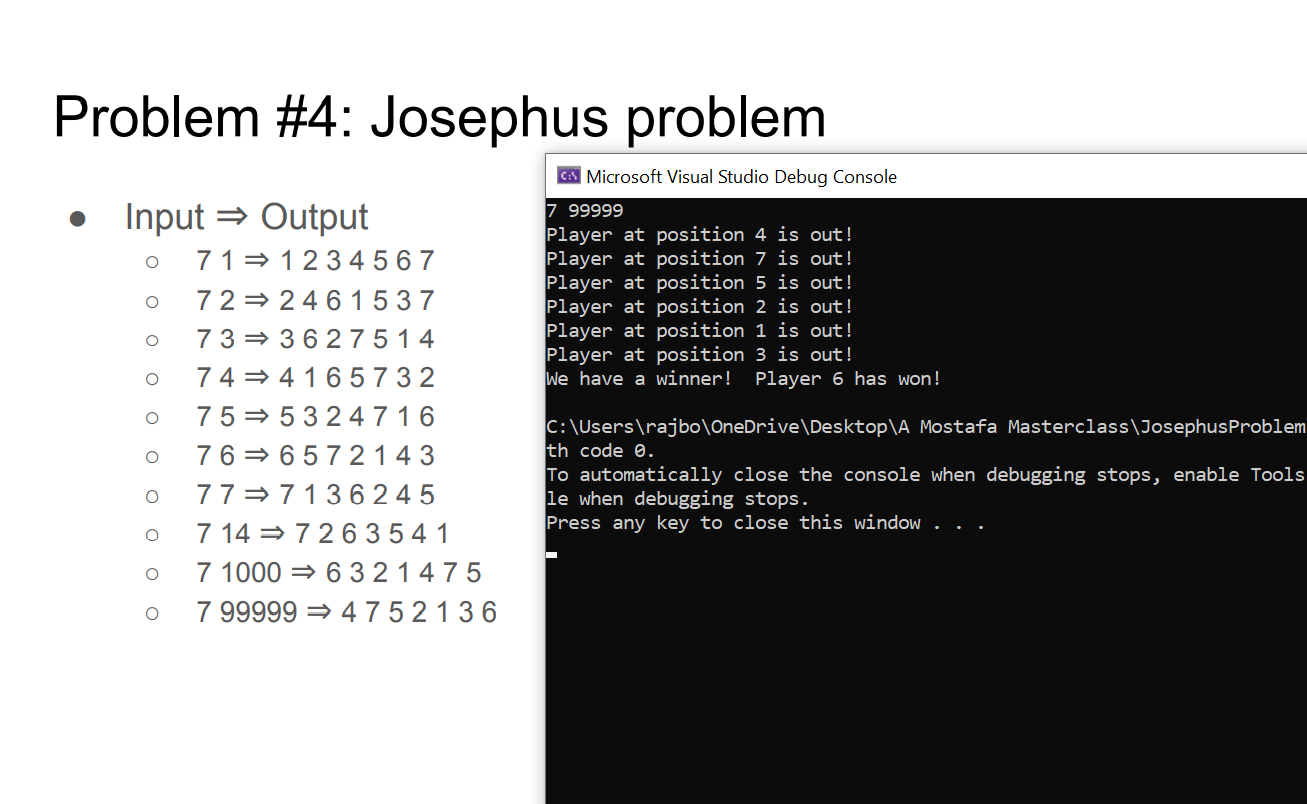 Problem #4: Josephus problem
● Input ⇒ Output
○ 7 1 ⇒ 1 2 3 4 5 6 7
○ 7 2 ⇒ 2 4 6 1 5 3 7
○ 7 3 ⇒ 3 6 2 7 5 1 4
○ 7 4 ⇒ 4 1 6 5 7 3 2
○ 7 5 ⇒ 5 3 2 4 7 1 6
○ 7 6 ⇒ 6 5 7 2 1 4 3
○ 7 7 ⇒ 7 1 3 6 2 4 5
○ 7 14 ⇒ 7 2 6 3 5 4 1
○ 7 1000 ⇒ 6 3 2 1 4 7 5
○ 7 99999 ⇒ 4 7 5 2 1 3 6
C:\ Microsoft Visual Studio Debug Console
7 99999
Player at position 4 is out!
Player at position 7 is out!
Player at position 5 is out!
Player at position 2 is out!
Player at position 1 is out!
Player at position 3 is out!
We have a winner!  Player 6 has won!
C:\Users\rajbo\OneDrive\Desktop\A Mostafa Masterclass\JosephusProblem
th code 0.
To automatically close the console when debugging stops, enable Tools
le when debugging stops.
Press any key to close this window . . .